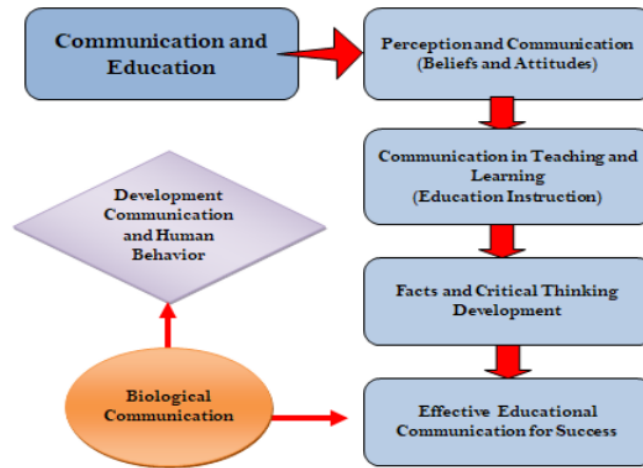 Communication and
Education
Perception and Communication
(Beliefs and Attitudes)
Communication in Teaching and
Learning
(Education Instruction)
Development
Communication
and Human
Behavior
Facts and Critical Thinking
Development
Biological
Communication
Effective Educational
Communication for Success